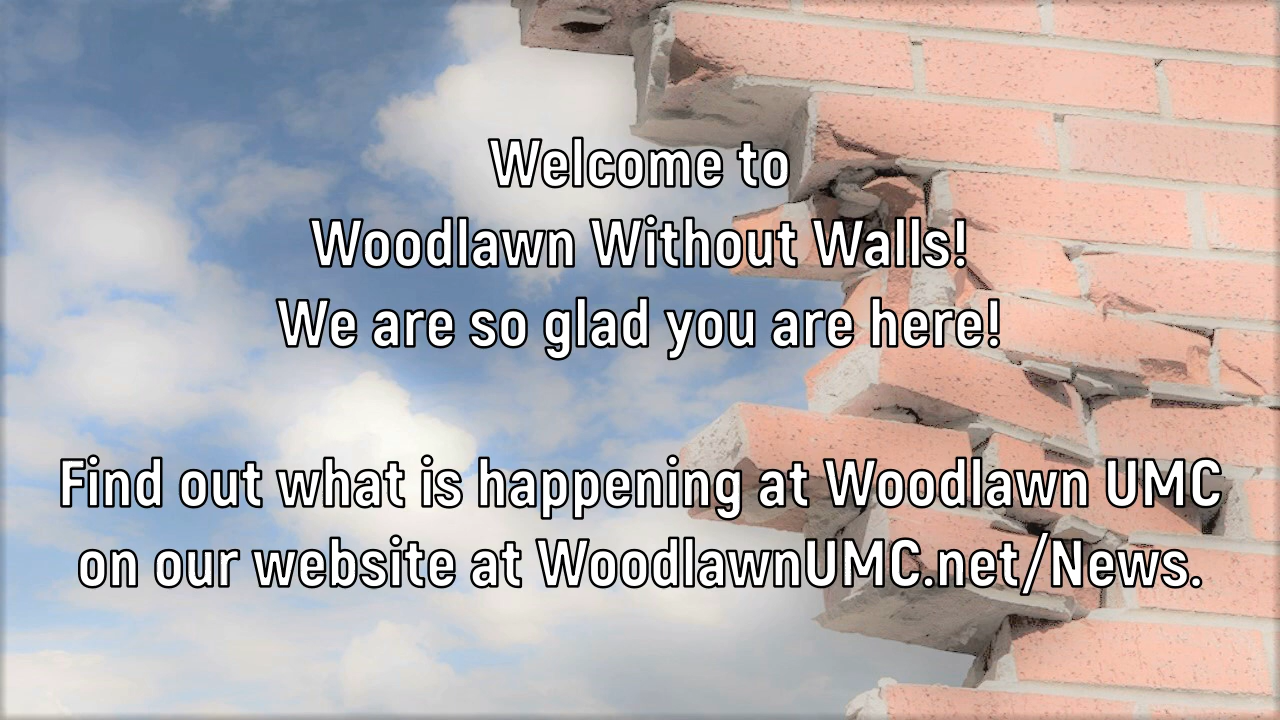 Welcome to
Woodlawn Without Walls!
We are so glad you are here!
Find out what is happening at Woodlawn UMC
on our website at WoodlawnUMC.net/News.